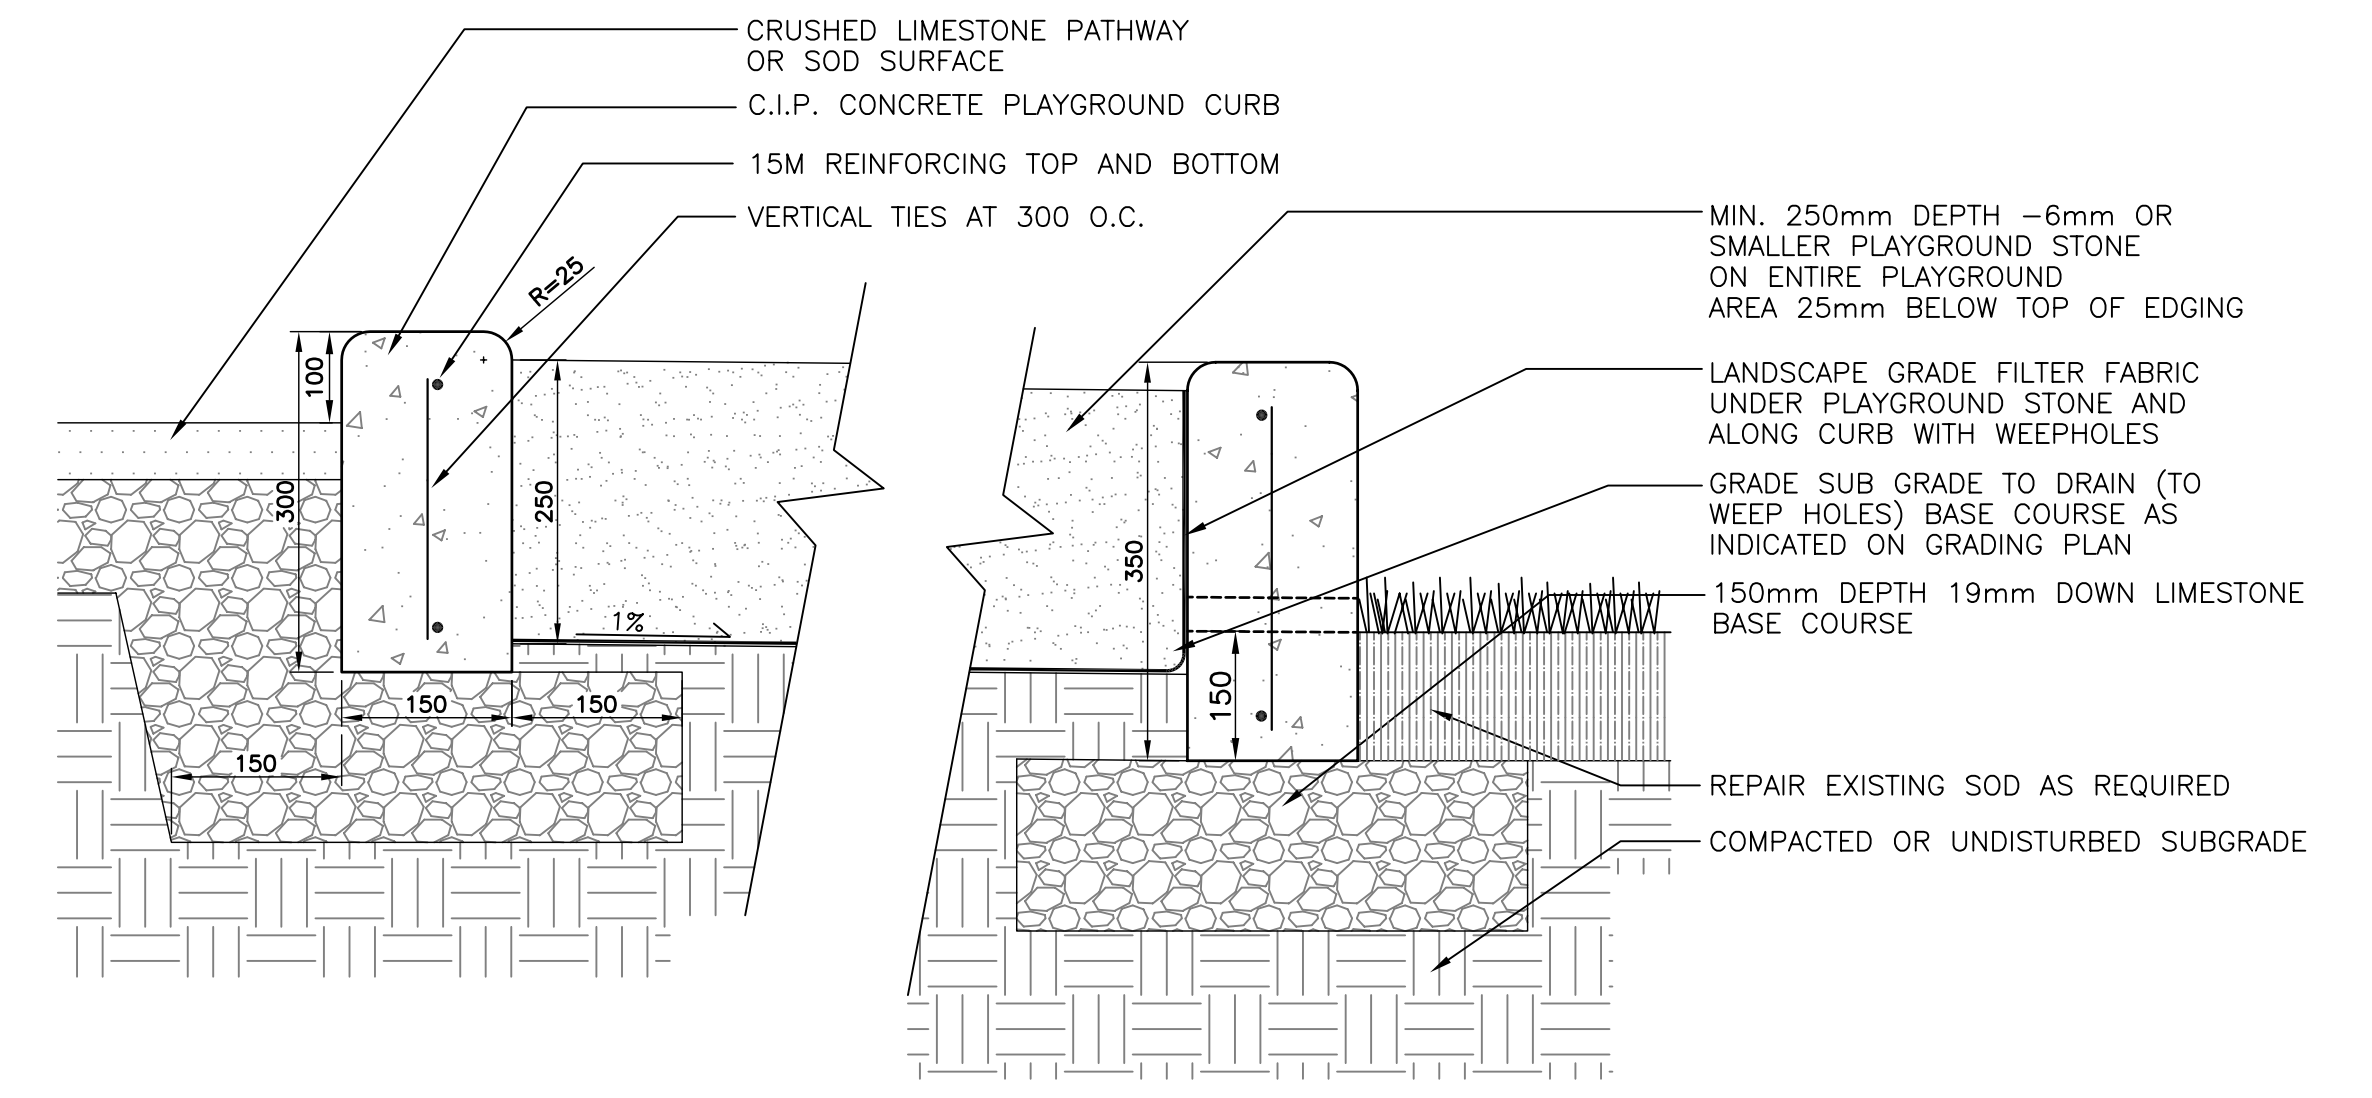 CRUSHED LIMESTONE PATHWAY
OR SOD SURFACE
C.I.P. CONCRETE PLAYGROUND CURB
15M REINFORCING TOP AND BOTTOM
VERTICAL TIES AT 300 O.C.
R=25
100
300
250
1%
150
150
150
MIN. 250mm DEPTH -6mm OR
SMALLER PLAYGROUND STONE
ON ENTIRE PLAYGROUND
AREA 25mm BELOW TOP OF EDGING
LANDSCAPE GRADE FILTER FABRIC
UNDER PLAYGROUND STONE AND
ALONG CURB WITH WEEPHOLES
GRADE SUB GRADE TO DRAIN (TO
WEEP HOLES) BASE COURSE AS
INDICATED ON GRADING PLAN
150mm DEPTH 19mm DOWN LIMESTONE
BASE COURSE
350
150
REPAIR EXISTING SOD AS REQUIRED
COMPACTED OR UNDISTURBED SUBGRADE